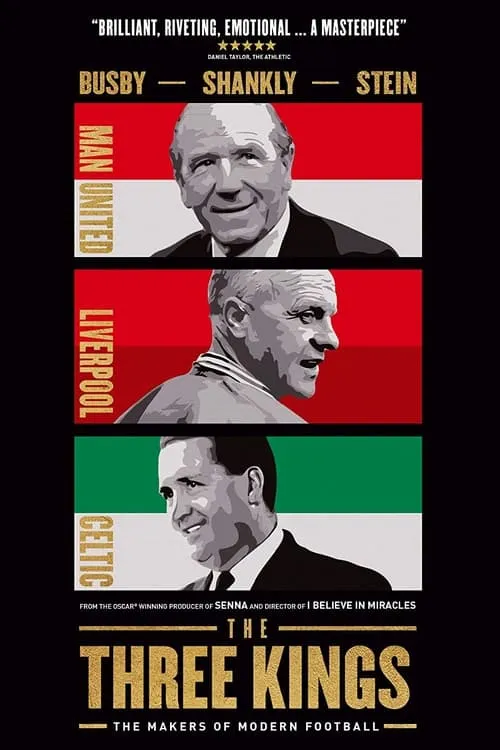 "BRILLIANT, RIVETING, EMOTIONAL ... A MASTERPIECE"
DANIEL TAYLOR, THE ATHLETIC
BUSBY — SHANKLY — STEIN
MAN UNITED
LIVERPOOL
CELTIC
FROM THE OSCAR® WINNING PRODUCER OF SENNA AND DIRECTOR OF I BELIEVE IN MIRACLES
THE
THREE KINGS
THE MAKERS OF MODERN FOOTBALL